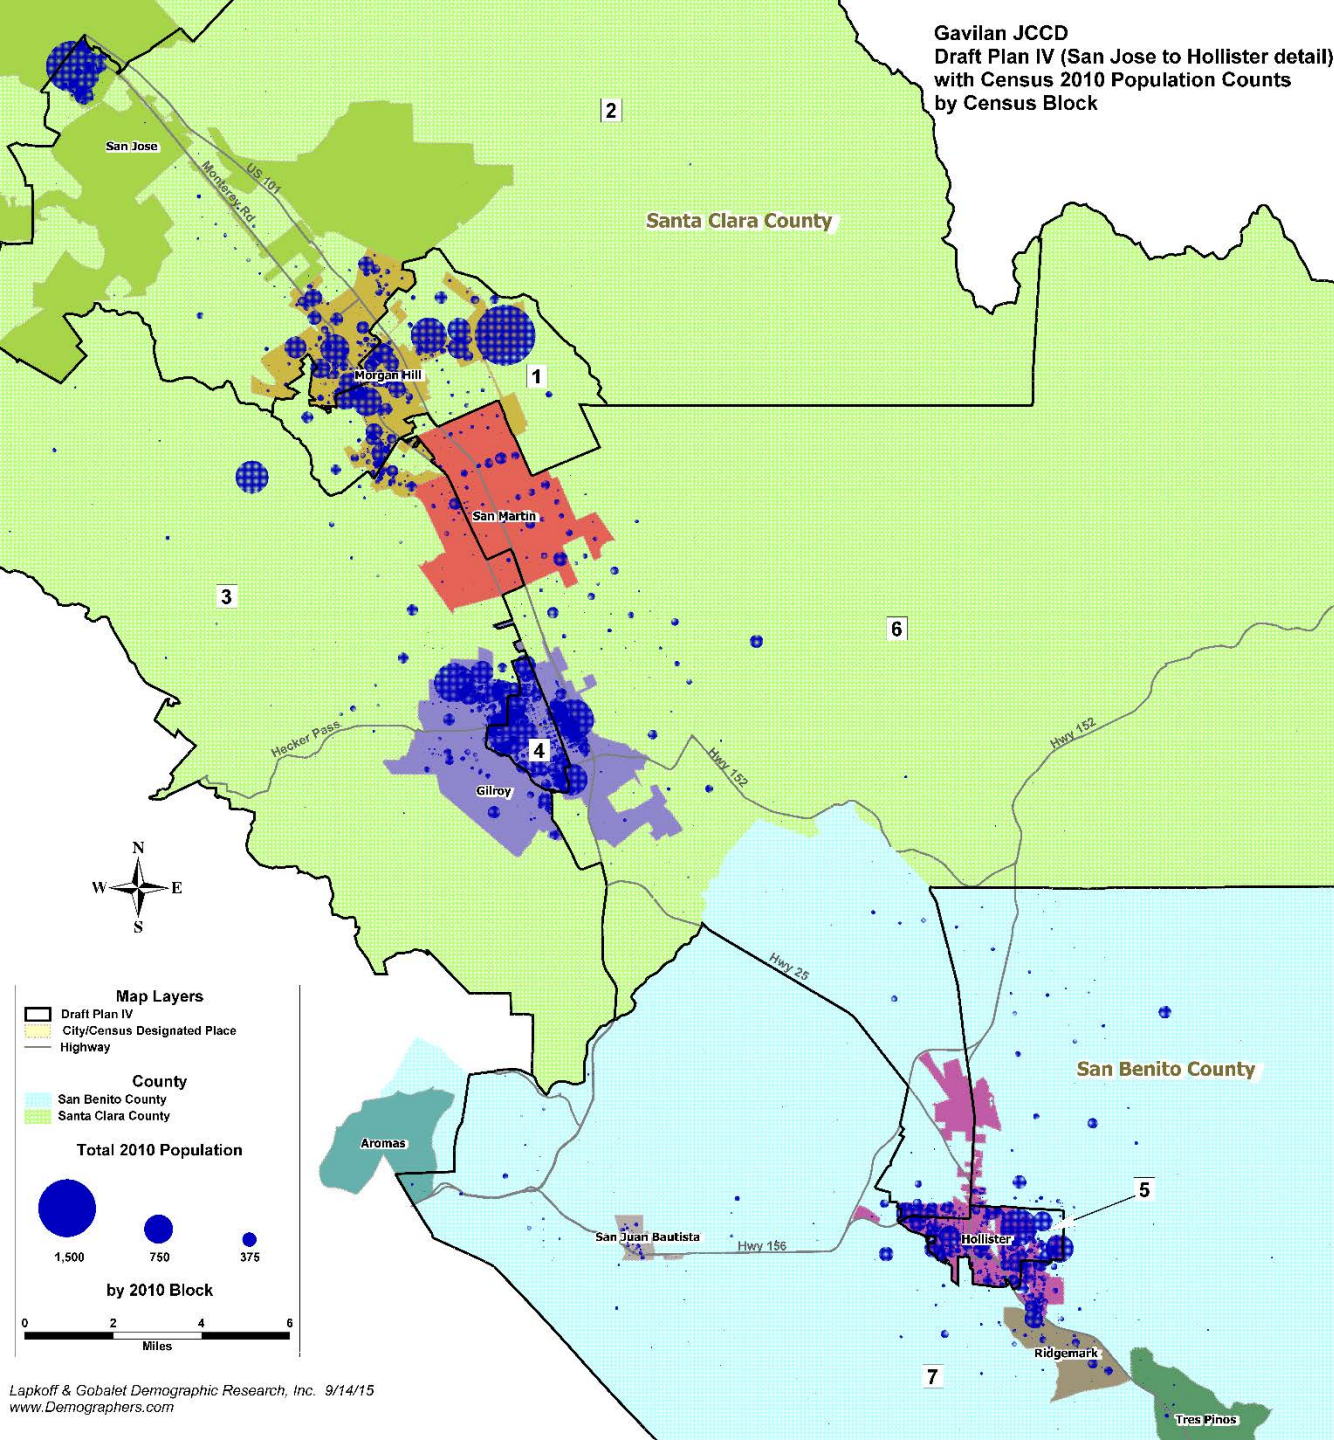 Gavilan JCCD
Draft Plan IV (San Jose to Hollister detail)
with Census 2010 Population Counts
by Census Block
2
San Jose
US 101
Monterey Rd
Santa Clara County
1
Morgan Hill
San Martin
3
6
Hecker Pass
4
Gilroy
Hwy 152
Hwy 152
N
W E
S
Hwy 25
Map Layers
Draft Plan IV
City/Census Designated Place
Highway
County
San Benito County
Santa Clara County
Total 2010 Population
1,500 750 375
by 2010 Block
0 2 4 6
Miles
San Benito County
Aromas
5
San Juan Bautista
Hwy 156
Hollister
Ridgemark
7
Tres Pinos
Lapkoff & Gobalet Demographic Research, Inc. 9/14/15
www.Demographers.com